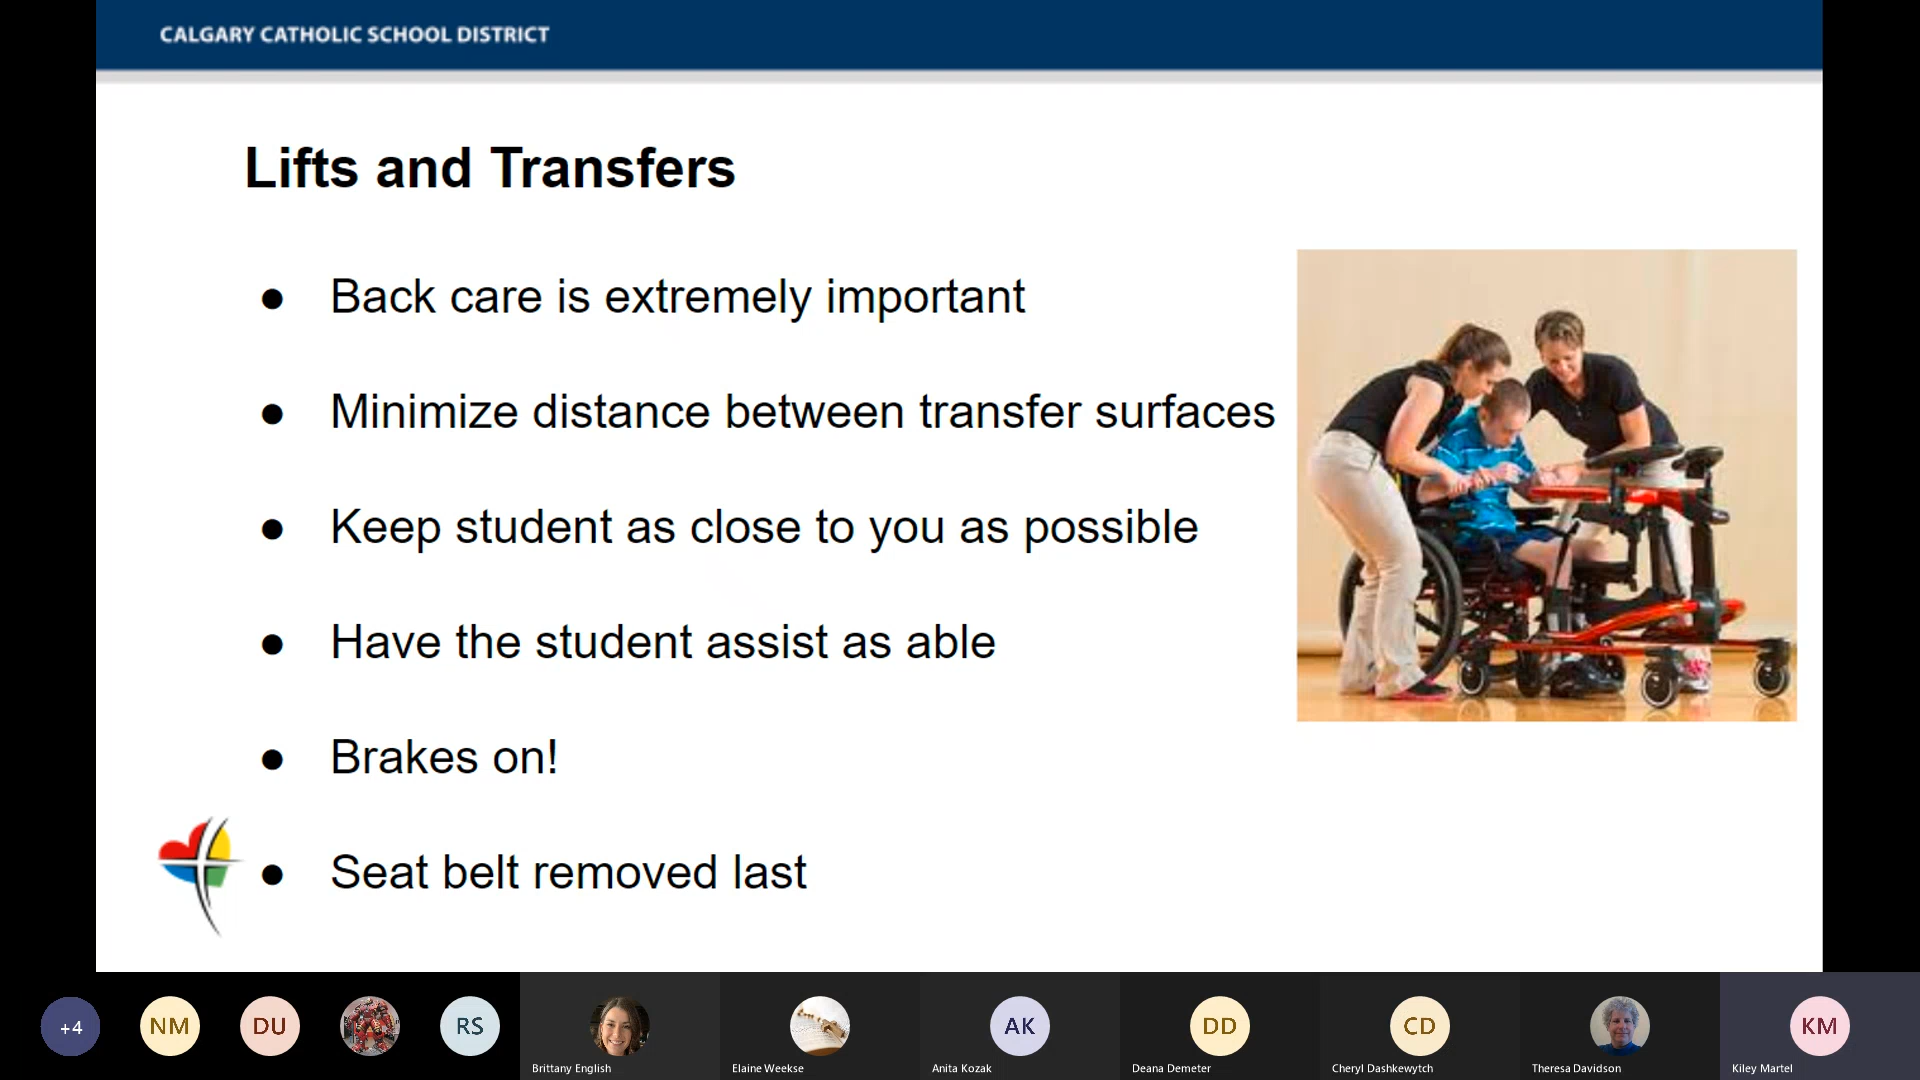 CALGARY CATHOLIC SCHOOL DISTRICT
Lifts and Transfers
● Back care is extremely important
● Minimize distance between transfer surfaces
● Keep student as close to you as possible
● Have the student assist as able
● Brakes on!
● Seat belt removed last
+4
NM
DU
RS
AK
DD
CD
KM
Brittany English
Elaine Weekse
Anita Kozak
Deana Demeter
Cheryl Dashkewytch
Theresa Davidson
Kiley Martel